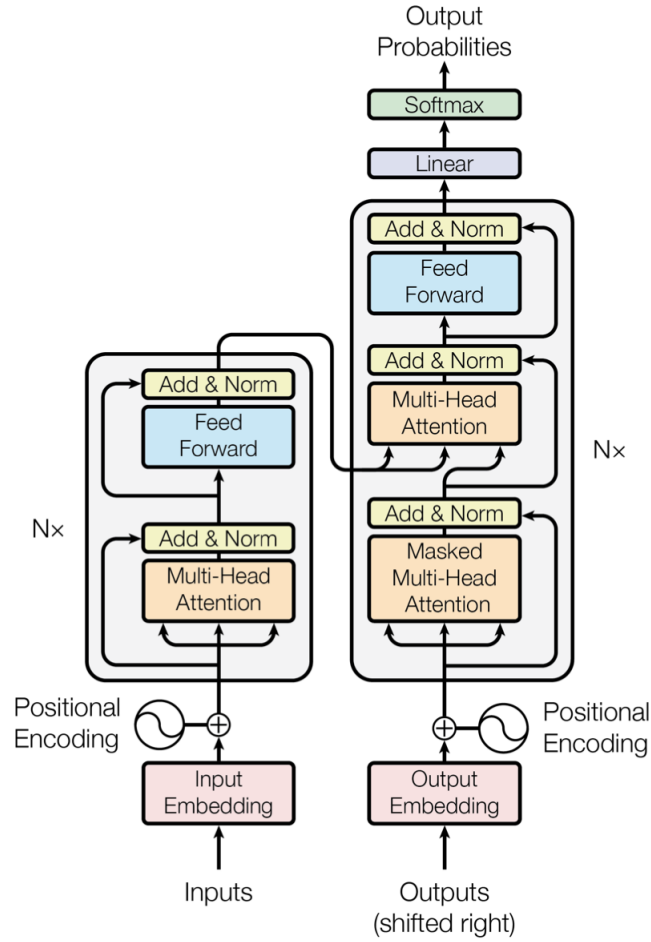 Output
Probabilities
Softmax
Linear
Add & Norm
Feed
Forward
Add & Norm
Multi-Head
Attention
Add & Norm
Masked
Multi-Head
Attention
Nx
Add & Norm
Feed
Forward
Add & Norm
Multi-Head
Attention
Nx
Positional
Encoding
Positional
Encoding
Input
Embedding
Output
Embedding
Inputs
Outputs
(shifted right)